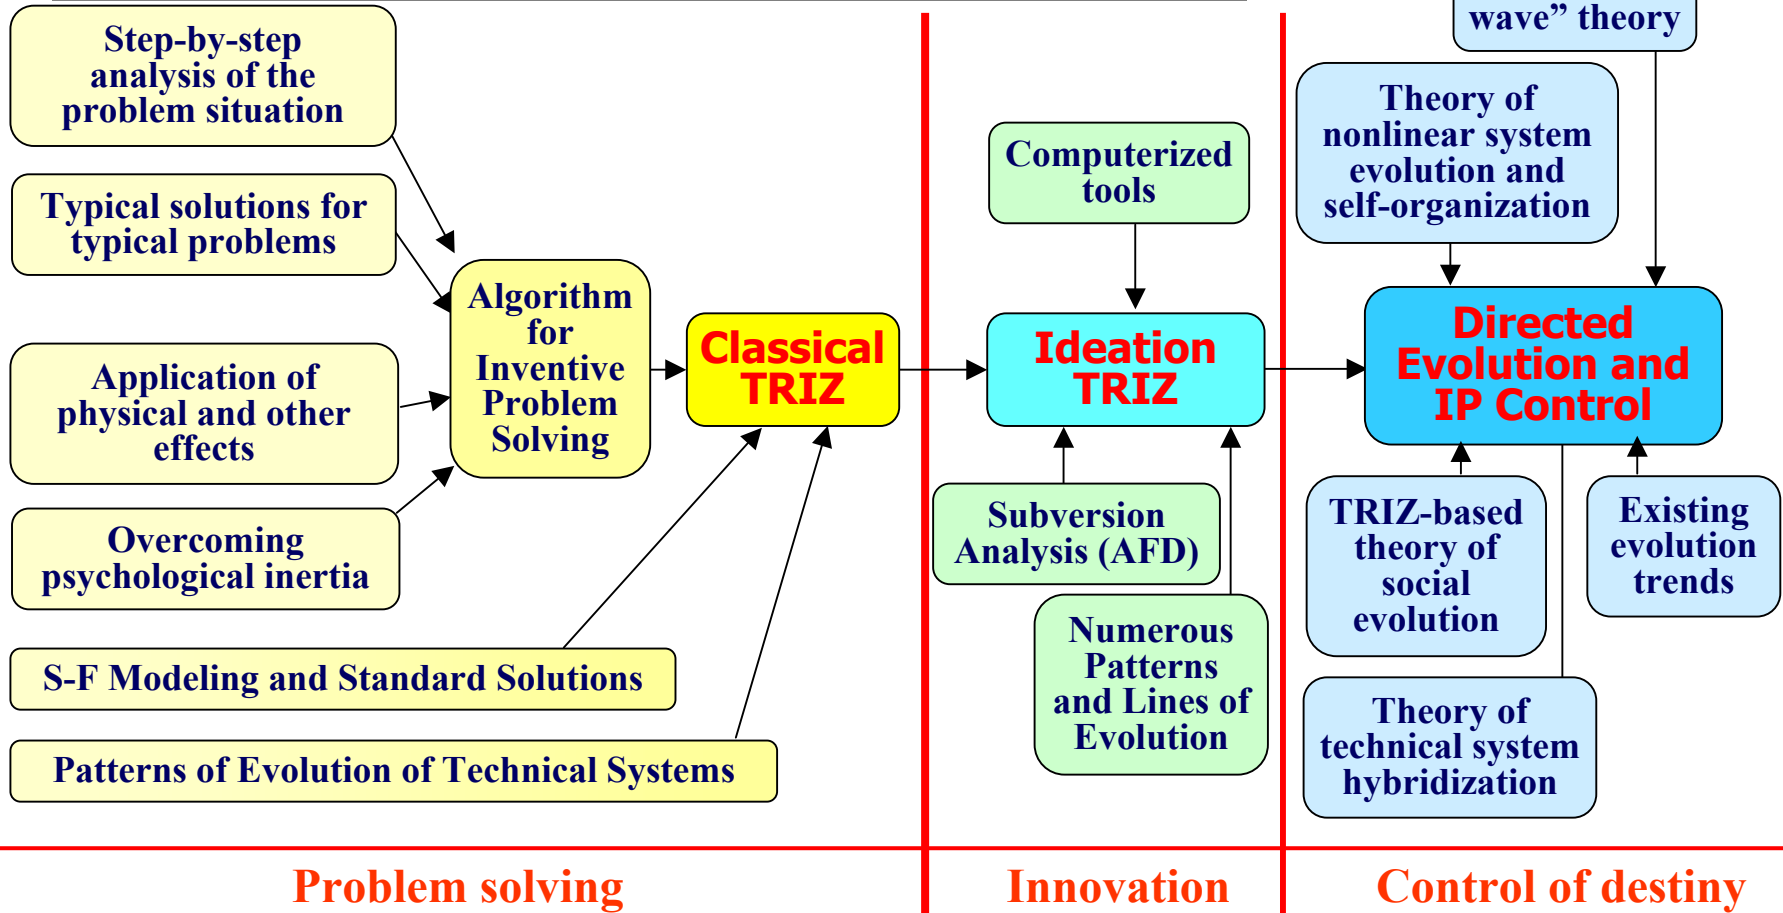 Step-by-step
analysis of the
problem situation
Typical solutions for
typical problems
Application of
physical and other
effects
Overcoming
psychological inertia
S-F Modeling and Standard Solutions
Patterns of Evolution of Technical Systems
Algorithm
for
Inventive
Problem
Solving
Classical
TRIZ
Problem solving
Computerized
tools
Ideation
TRIZ
Subversion
Analysis (AFD)
Numerous
Patterns
and Lines of
Evolution
Innovation
wave” theory
Theory of
nonlinear system
evolution and
self-organization
Directed
Evolution and
IP Control
TRIZ-based
theory of
social
evolution
Existing
evolution
trends
Theory of
technical system
hybridization
Control of destiny